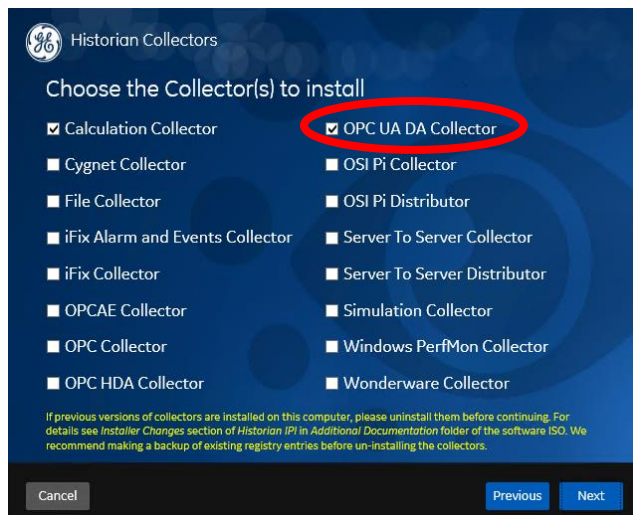 Historian Collectors
Choose the Collector(s) to install
Calculation Collector
OPC UA DA Collector
Cygnet Collector
OSI Pi Collector
File Collector
OSI Pi Distributor
iFix Alarm and Events Collector
Server To Server Collector
iFix Collector
Server To Server Distributor
OPCAE Collector
Simulation Collector
OPC Collector
Windows PerfMon Collector
OPC HDA Collector
Wonderware Collector
If previous versions of collectors are installed on this computer, please uninstall them before continuing. For
details see Installer Changes section of Historian IPI in Additional Documentation folder of the software ISO. We
recommend making a backup of existing registry entries before un-installing the collectors.
Cancel
Previous
Next